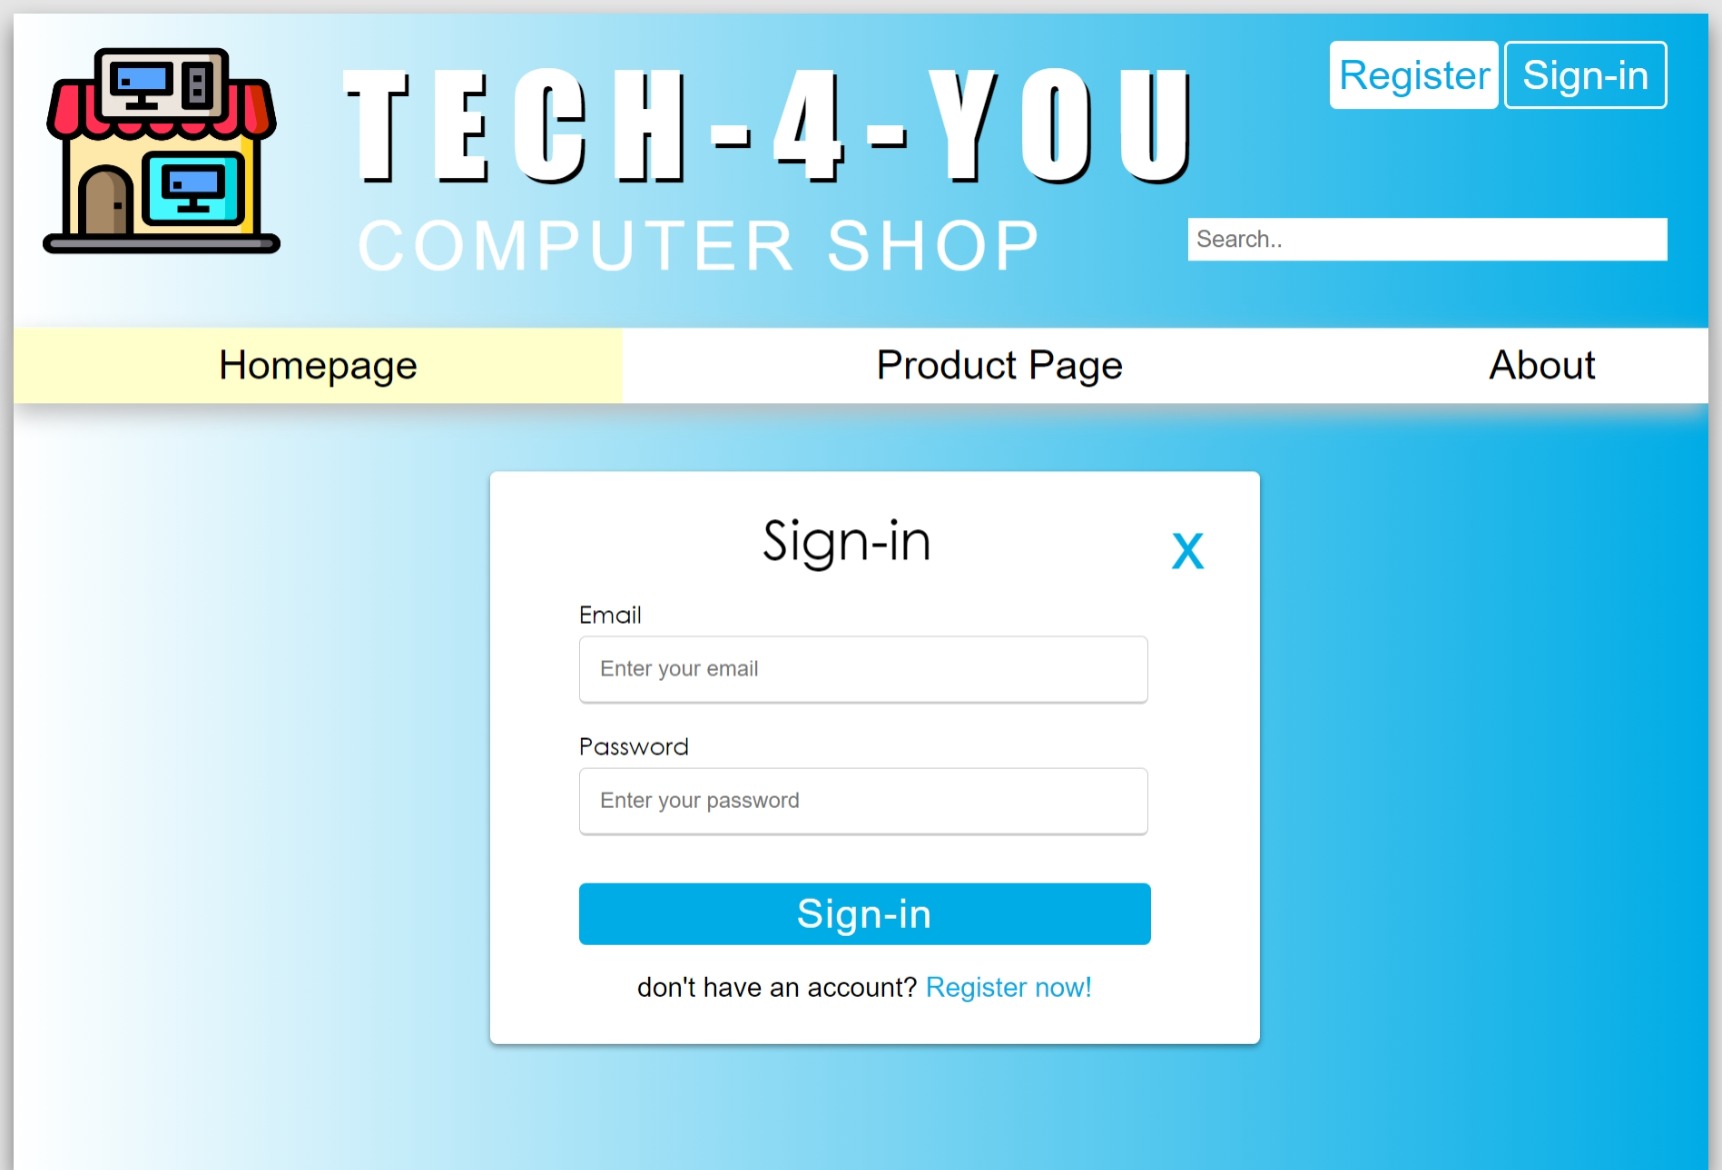 TECH-4-YOU
COMPUTER SHOP
Register
Sign-in
Search..
Homepage
Product Page
About
Sign-in
X
Email
Enter your email
Password
Enter your password
Sign-in
don't have an account? Register now!